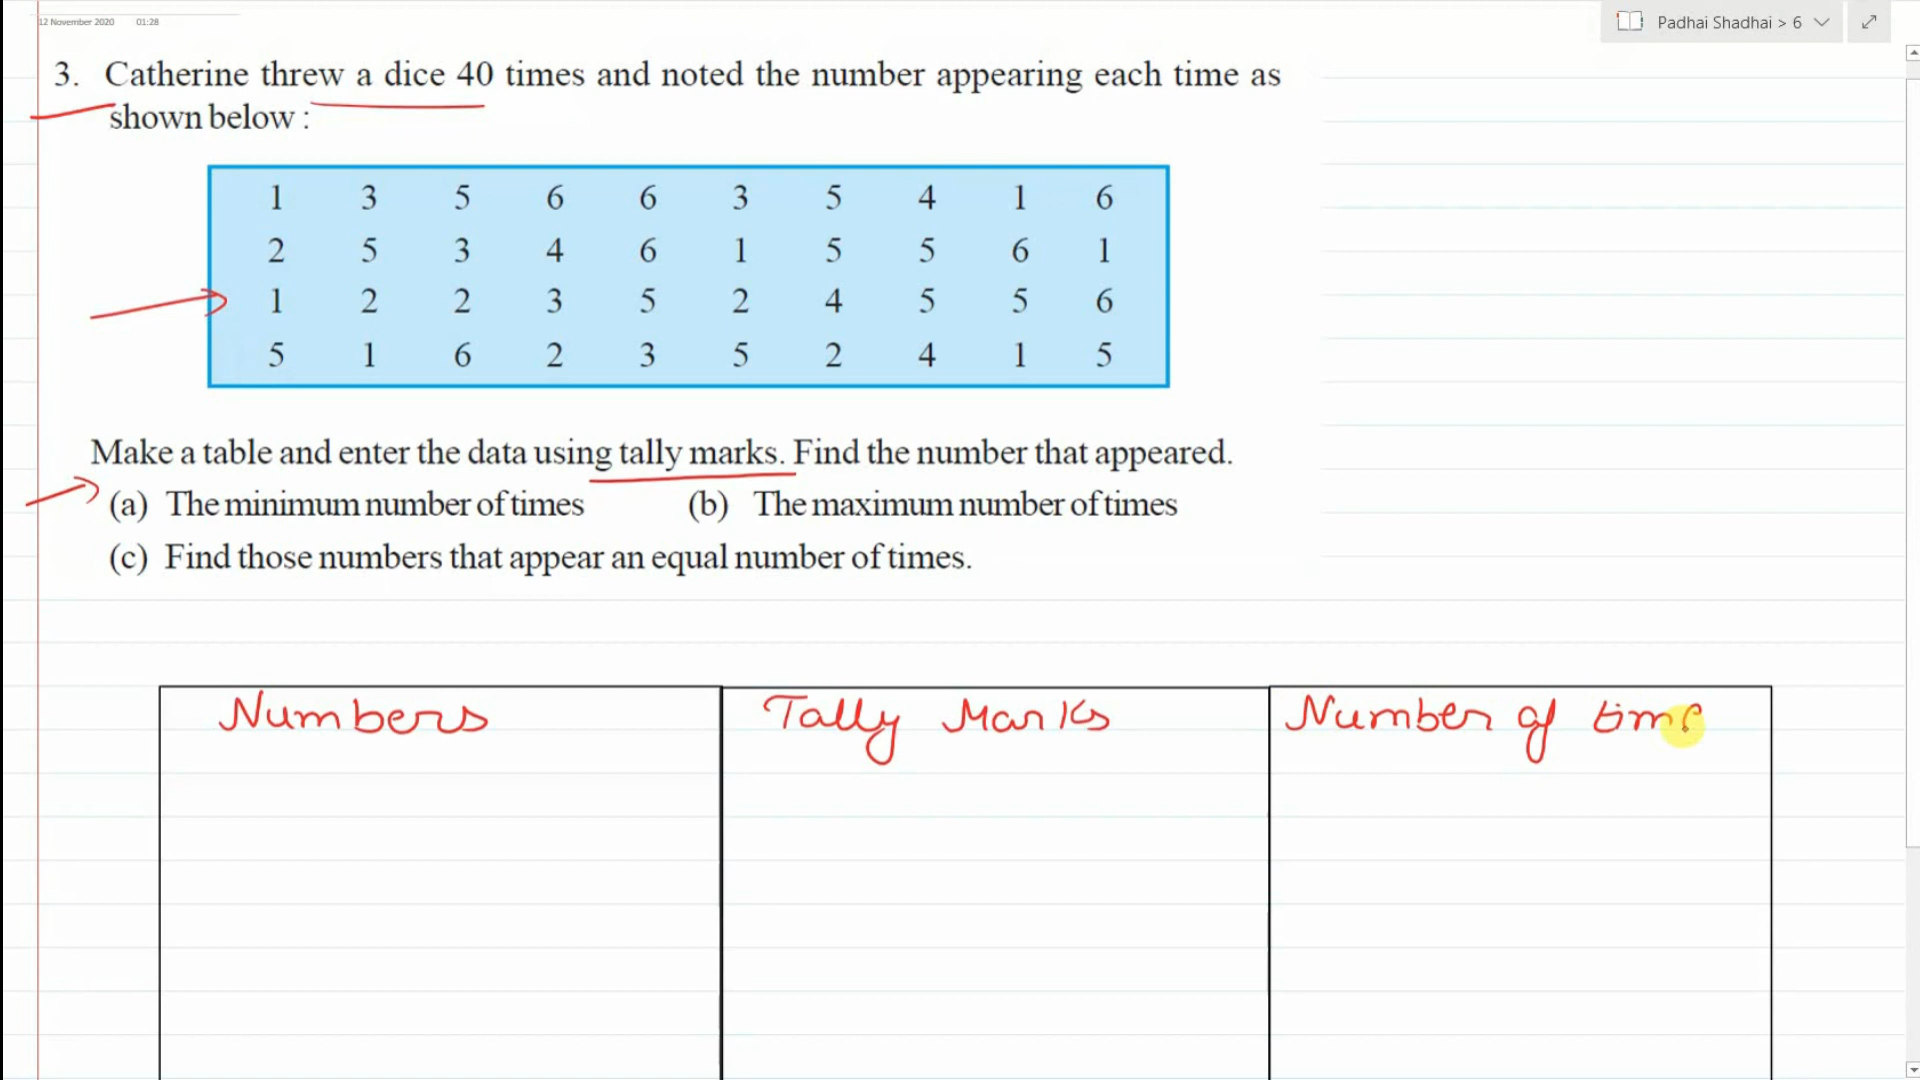 12 November 2020 01:28
Padhai Shadhai > 6
3. Catherine threw a dice 40 times and noted the number appearing each time as
shown below :
1 3 5 6 6 3 5 4 1 6
2 5 3 4 6 1 5 5 6 1
1 2 2 3 5 2 4 5 5 6
5 1 6 2 3 5 2 4 1 5
Make a table and enter the data using tally marks. Find the number that appeared.
(a) The minimum number of times (b) The maximum number of times
(c) Find those numbers that appear an equal number of times.
Numbers Tally Marks Number of time